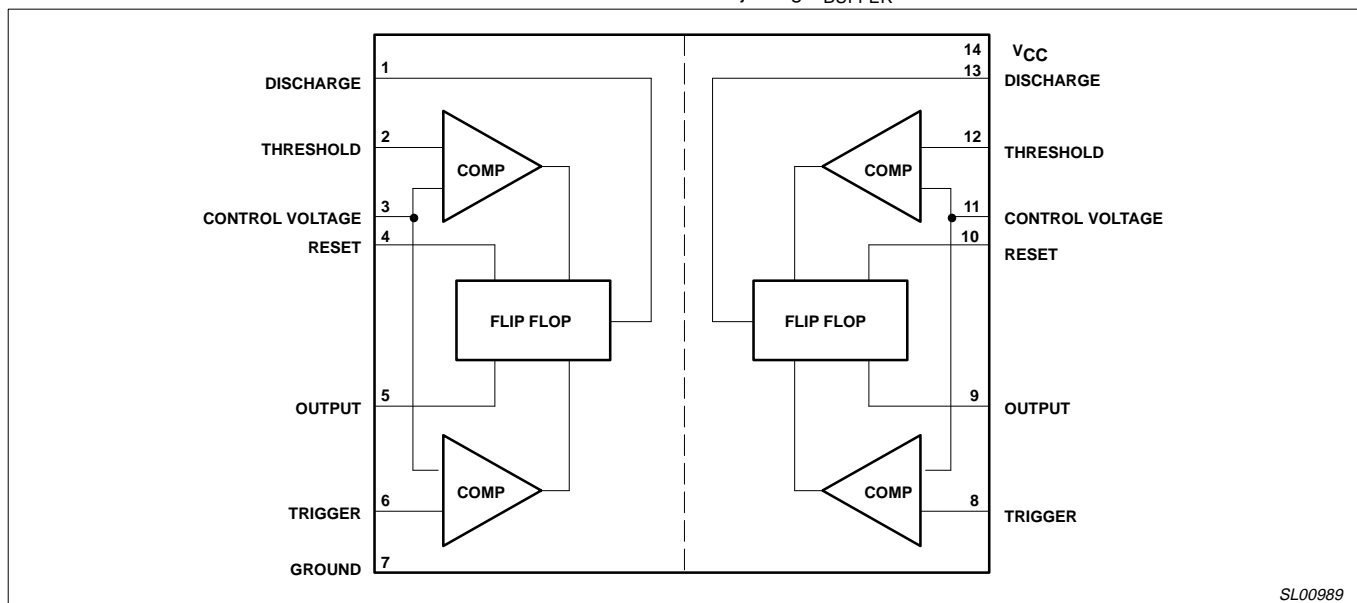 BUFFER
1
DISCHARGE
2
THRESHOLD
COMP
3
CONTROL VOLTAGE
4
RESET
FLIP FLOP
5
OUTPUT
COMP
6
TRIGGER
7
GROUND
14 VCC
13
DISCHARGE
12
THRESHOLD
COMP
11
CONTROL VOLTAGE
10
RESET
FLIP FLOP
9
OUTPUT
COMP
8
TRIGGER
SL00989